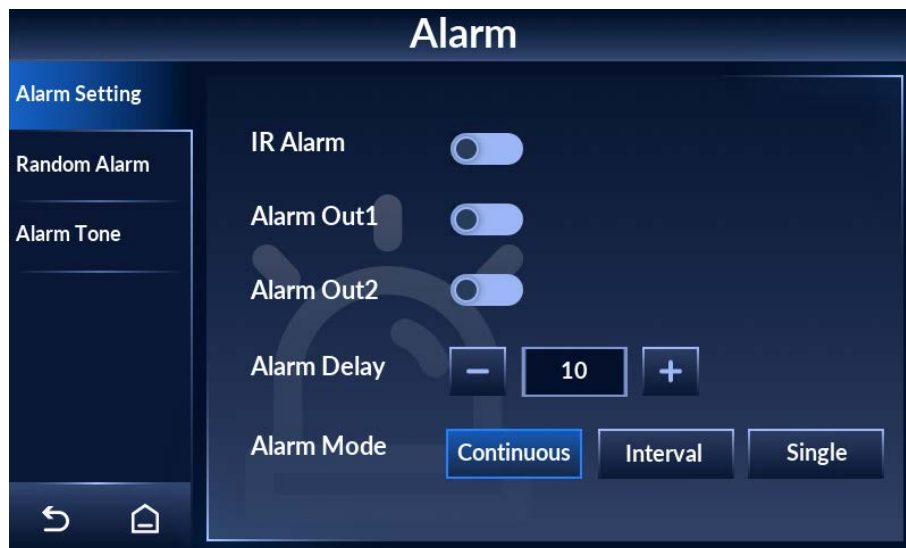 Alarm
Alarm Setting
Random Alarm
Alarm Tone
IR Alarm
Alarm Out1
Alarm Out2
Alarm Delay
10
Alarm Mode
Continuous
Interval
Single